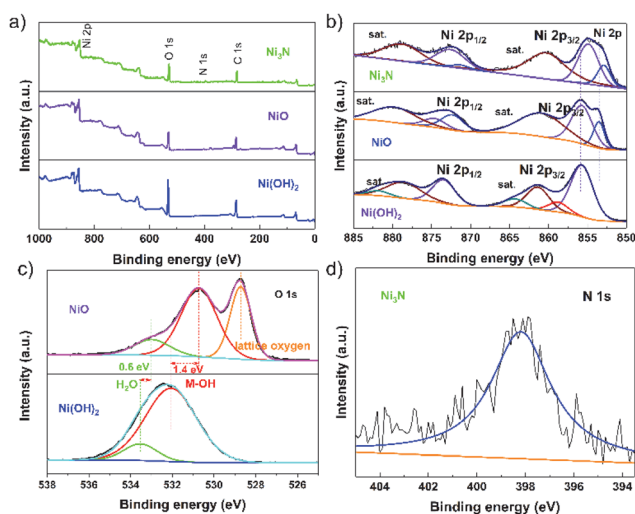 a)
Ni 2p
O 1s
N 1s
C 1s
Ni₃N
NiO
Ni(OH)₂
Intensity (a.u.)
1000 800 600 400 200 0
Binding energy (eV)
b)
sat. Ni 2p₁/₂ sat. Ni 2p₃/₂ Ni 2p
Ni₃N
sat. Ni 2p₁/₂ sat. Ni 2p₃/₂
NiO
sat. Ni 2p₁/₂ sat. Ni 2p₃/₂
Ni(OH)₂
Intensity (a.u.)
885 880 875 870 865 860 855 850
Binding energy (eV)
c)
NiO
O 1s
lattice oxygen
0.6 eV
1.4 eV
H₂O
M-OH
Ni(OH)₂
Intensity (a.u.)
538 536 534 532 530 528 526
Binding energy (eV)
d)
Ni₃N
N 1s
Intensity (a.u.)
404 402 400 398 396 394
Binding energy (eV)